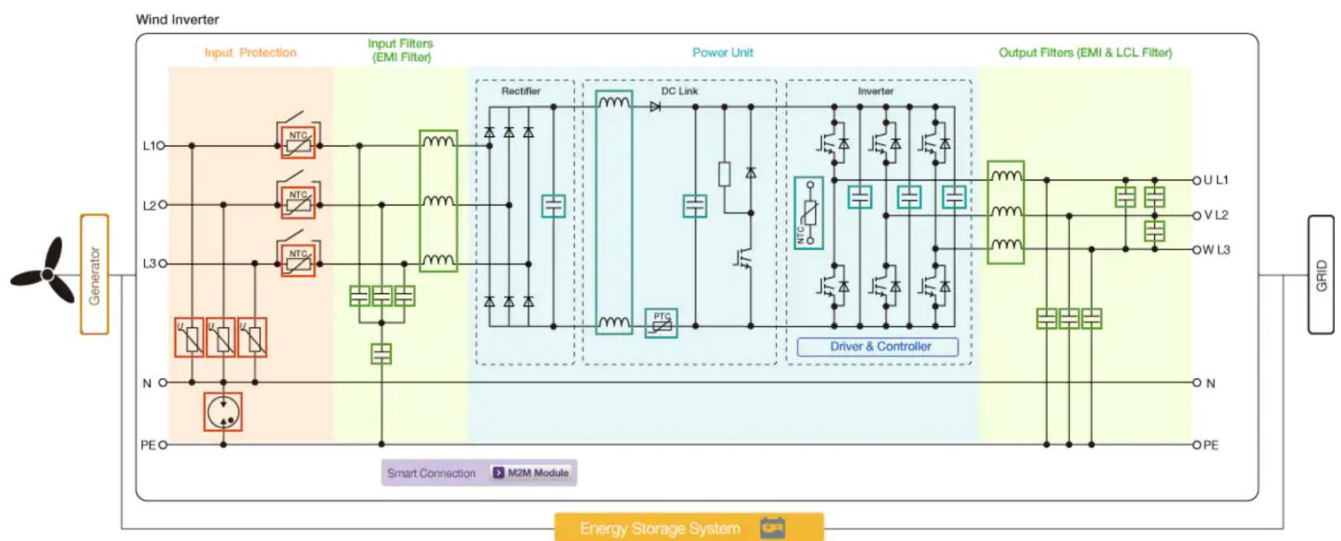 Wind Inverter
Input Protection
Input Filters
(EMI Filter)
Power Unit
Output Filters (EMI & LCL Filter)
Rectifier
DC Link
Inverter
NTC
L1
U L1
L2
NTC
NTC
V L2
L3
NTC
W L3
Generator
GRID
U
U
U
PTC
Driver & Controller
N
N
PE
PE
Smart Connection
M2M Module
Energy Storage System